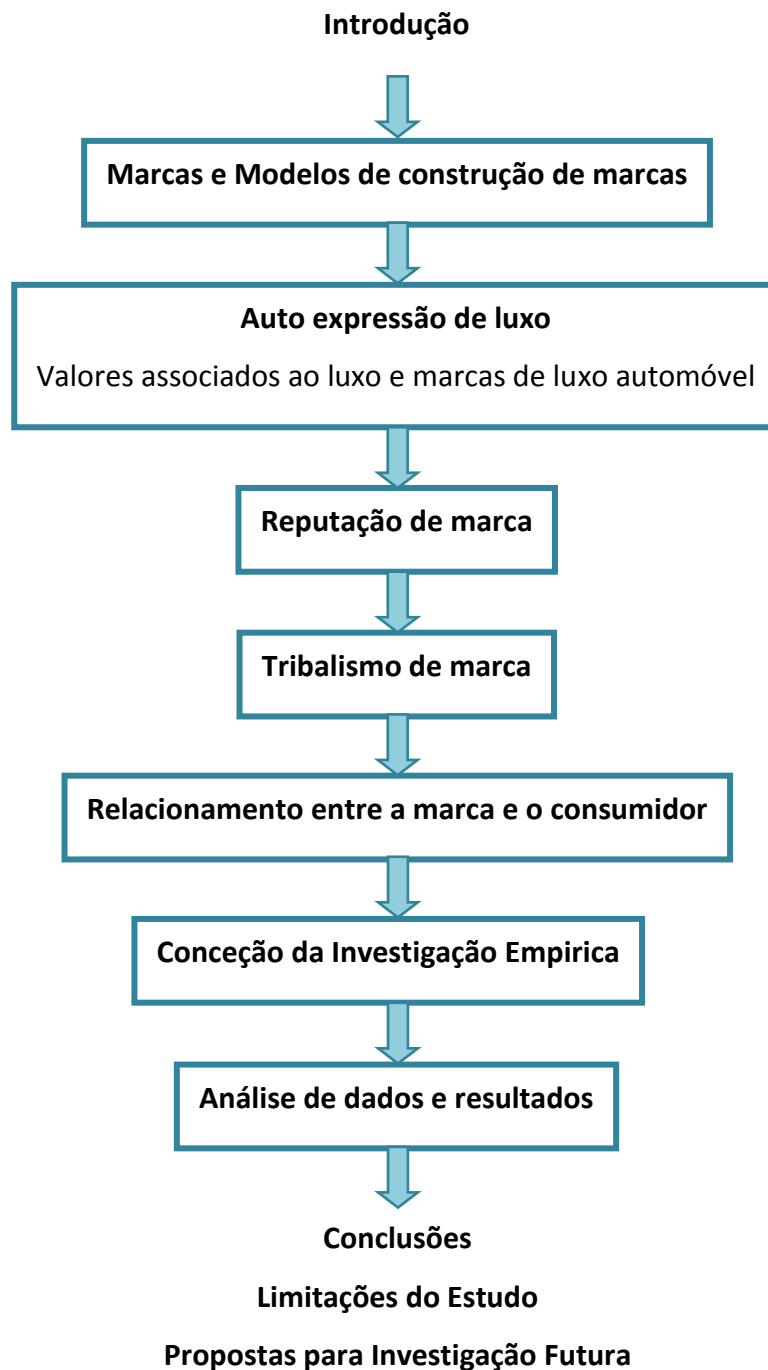 Introdução
Marcas e Modelos de construção de marcas
Auto expressão de luxo
Valores associados ao luxo e marcas de luxo automóvel
Reputação de marca
Tribalismo de marca
Relacionamento entre a marca e o consumidor
Conceção da Investigação Empirica
Análise de dados e resultados
Conclusões
Limitações do Estudo
Propostas para Investigação Futura